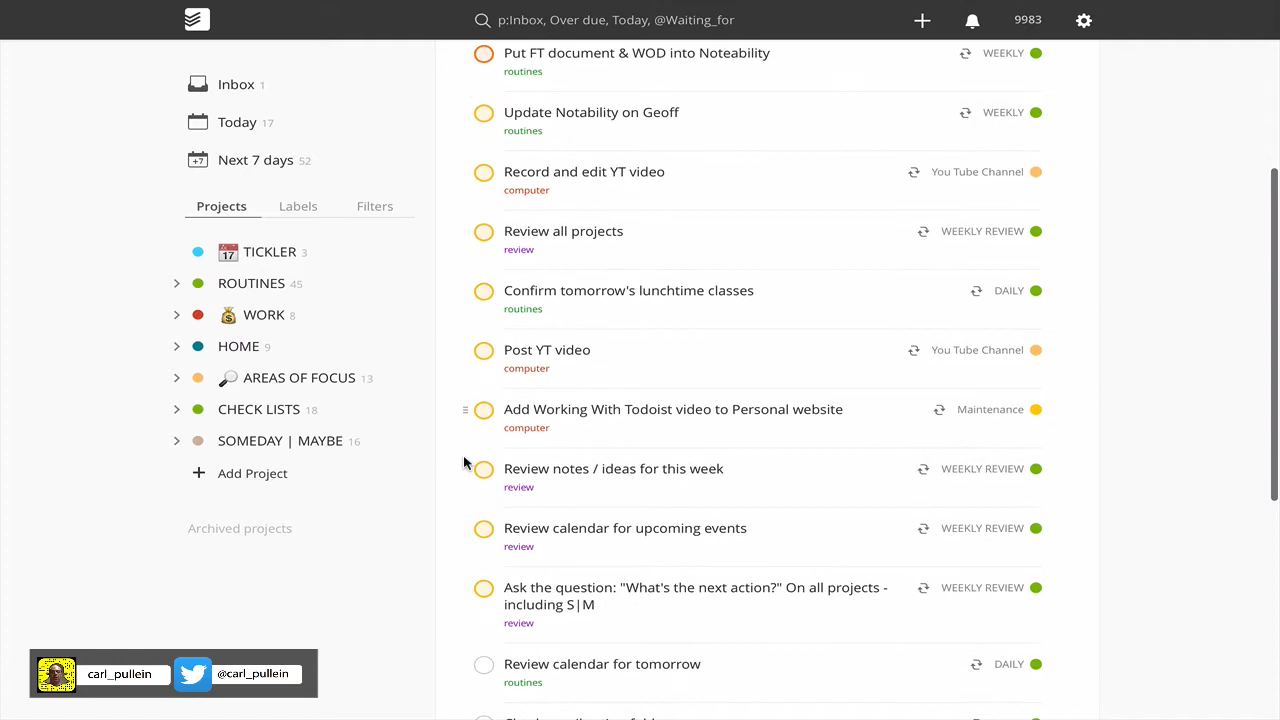 p:Inbox, Over due, Today, @Waiting_for
9983
Inbox 1
Today 17
+7 Next 7 days 52
Projects Labels Filters
17 TICKLER 3
ROUTINES 45
WORK 8
HOME 9
AREAS OF FOCUS 13
CHECK LISTS 18
SOMEDAY | MAYBE 16
Add Project
Archived projects
Put FT document & WOD into Noteability WEEKLY
routines
Update Notability on Geoff WEEKLY
routines
Record and edit YT video You Tube Channel
computer
Review all projects WEEKLY REVIEW
review
Confirm tomorrow's lunchtime classes DAILY
routines
Post YT video You Tube Channel
computer
Add Working With Todoist video to Personal website Maintenance
computer
Review notes / ideas for this week WEEKLY REVIEW
review
Review calendar for upcoming events WEEKLY REVIEW
review
Ask the question: "What's the next action?" On all projects - WEEKLY REVIEW
including S|M
review
Review calendar for tomorrow DAILY
routines
carl_pullein
@carl_pullein